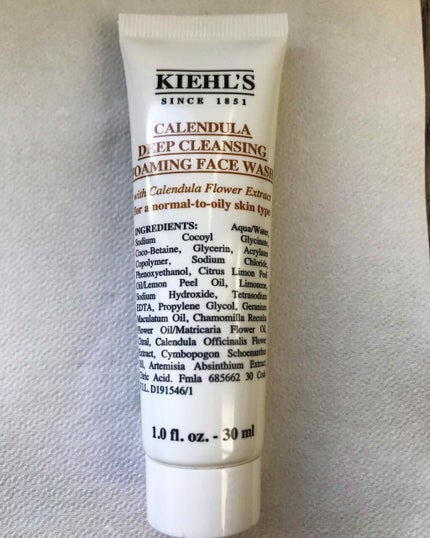 KIEHL'S
SINCE 1851
CALENDULA
DEEP CLEANSING
OAMING FACE WASH
with Calendula Flower Extract
for a normal-to-oily skin type
INGREDIENTS: Aqua/Water,
Sodium Cocoyl Glycinate,
Coco-Betaine, Glycerin, Acrylates
Copolymer, Sodium Chloride,
Phenoxyethanol, Citrus Limon Peel
Oil/Lemon Peel Oil, Limonene,
Sodium Hydroxide, Tetrasodium
EDTA, Propylene Glycol, Geranium
Maculatum Oil, Chamomilla Recutita
Flower Oil/Matricaria Flower Oil,
Citral, Calendula Officinalis Flower
Extract, Cymbopogon Schoenanthus
Oil, Artemisia Absinthium Extract,
Citric Acid. Fmla 685662 30 Code
F.I.L. D191546/1
1.0 fl. oz. - 30 ml